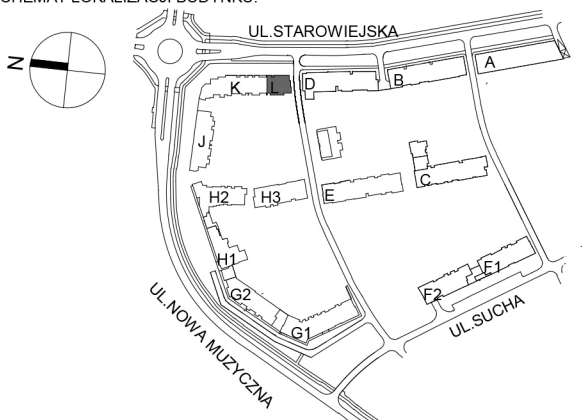 SCHEMAT LOKALIZACJI BUDYNKU:
UL.STAROWIEJSKA
N
A
B
D
K
L
J
C
E
H2
H3
H1
F1
F2
G2
G1
UL.SUCHA
UL.NOWA MUZYCZNA